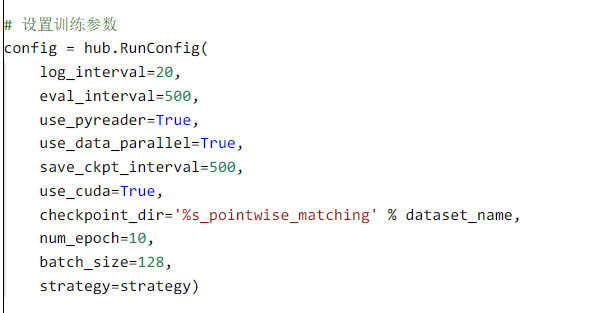 # 设置训练参数
config = hub.RunConfig(
    log_interval=20,
    eval_interval=500,
    use_pyreader=True,
    use_data_parallel=True,
    save_ckpt_interval=500,
    use_cuda=True,
    checkpoint_dir='%s_pointwise_matching' % dataset_name,
    num_epoch=10,
    batch_size=128,
    strategy=strategy)